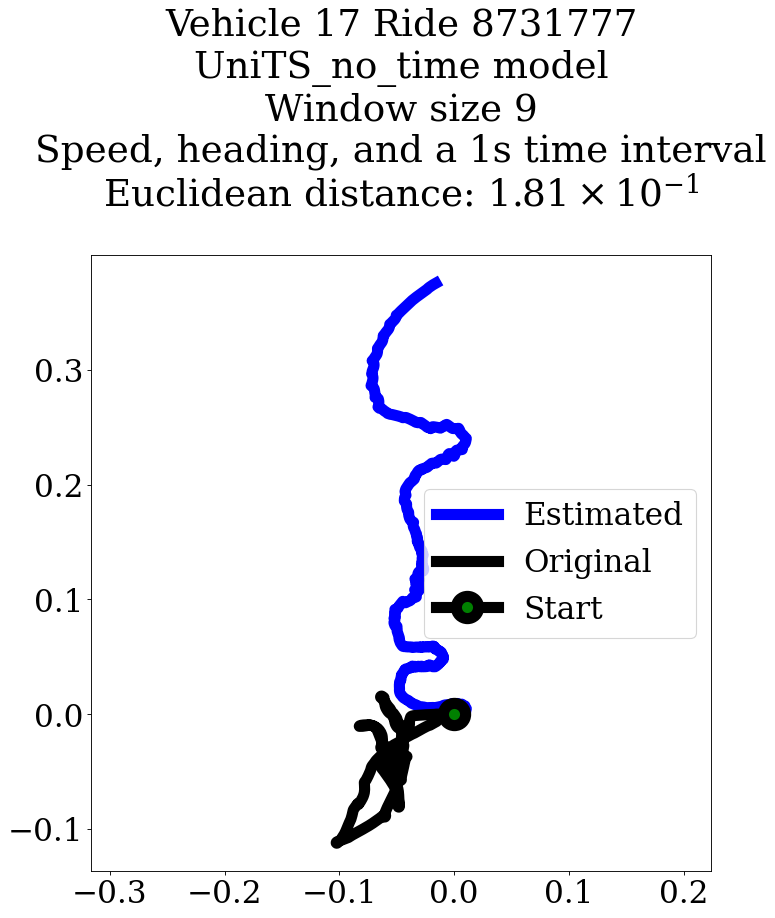 Vehicle 17 Ride 8731777
UniTS_no_time model
Window size 9
Speed, heading, and a 1s time interval
Euclidean distance: 1.81 × 10⁻¹
0.3
0.2
0.1
0.0
−0.1
Estimated
Original
Start
−0.3 −0.2 −0.1 0.0 0.1 0.2